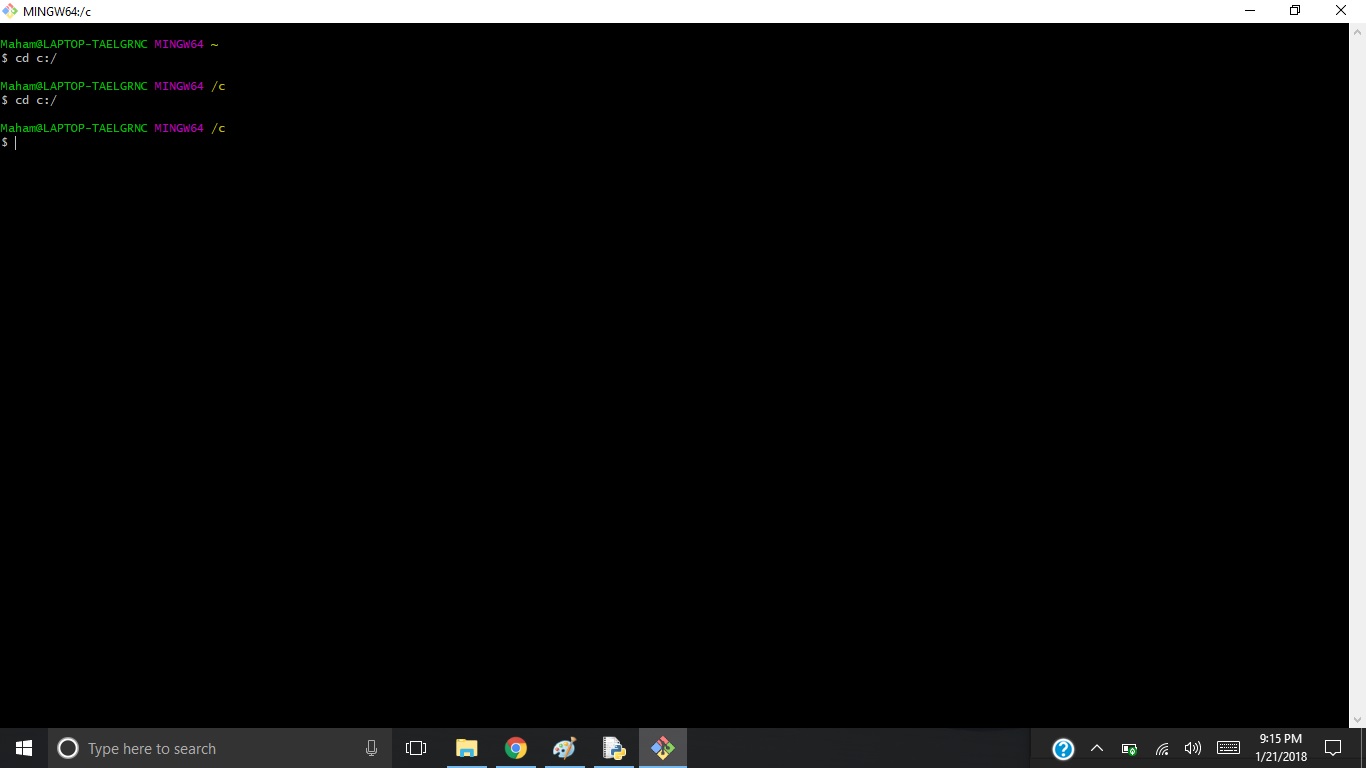 MINGW64:/c
Maham@LAPTOP-TAELGRNC MINGW64 ~
$ cd c:/
Maham@LAPTOP-TAELGRNC MINGW64 /c
$ cd c:/
Maham@LAPTOP-TAELGRNC MINGW64 /c
$
Type here to search
9:15 PM
1/21/2018